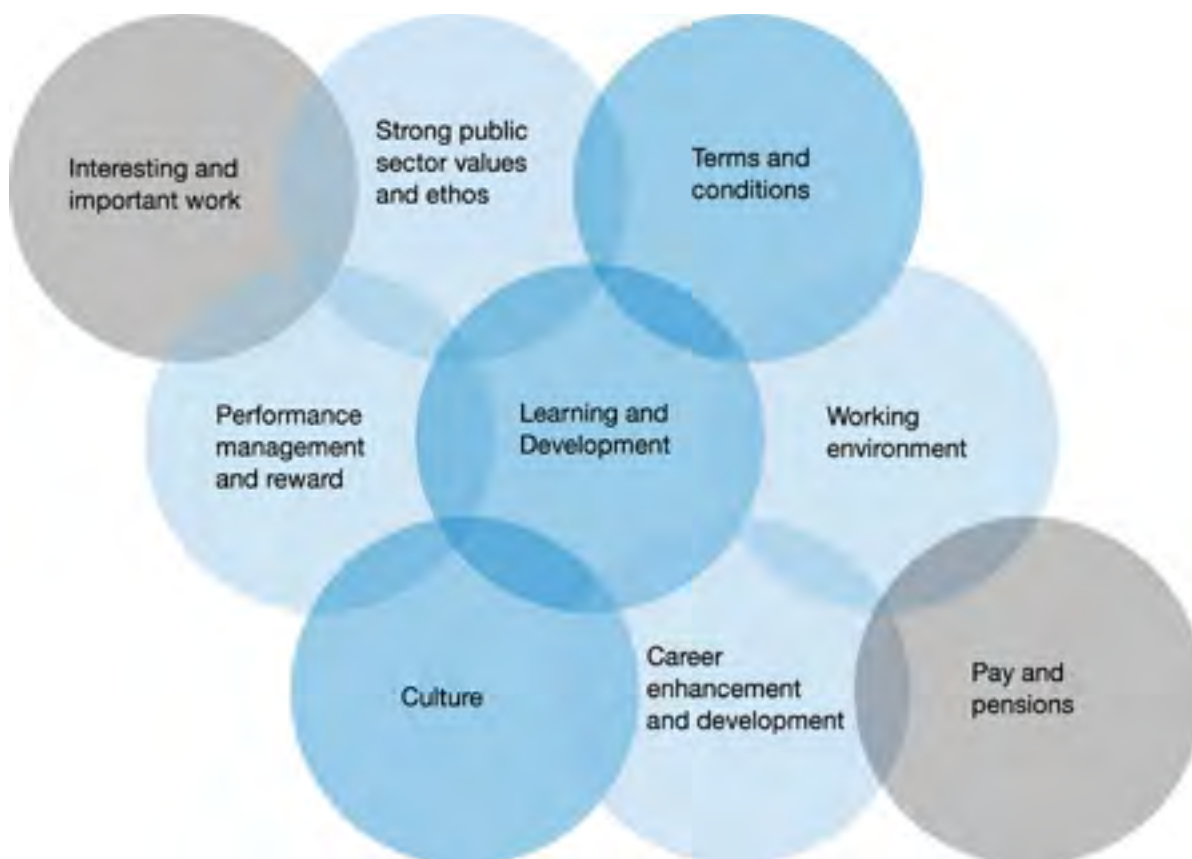 Interesting and
important work
Strong public
sector values
and ethos
Terms and
conditions
Performance
management
and reward
Learning and
Development
Working
environment
Culture
Career
enhancement
and development
Pay and
pensions